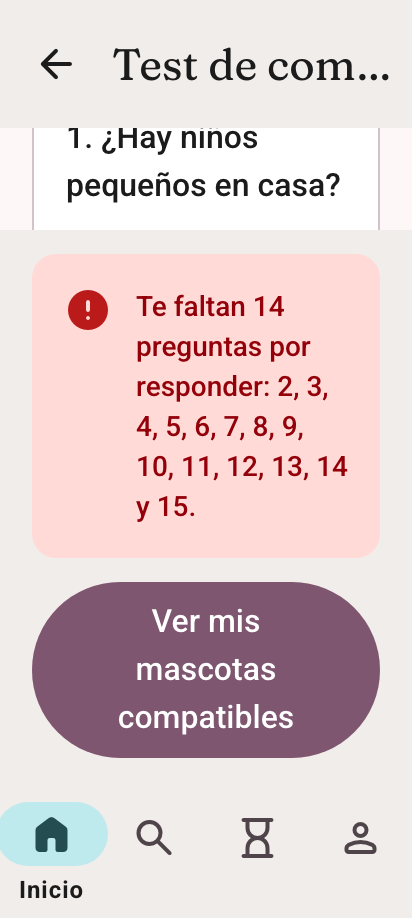 Test de com...
1. ¿Hay niños
pequeños en casa?
Te faltan 14
preguntas por
responder: 2, 3,
4, 5, 6, 7, 8, 9,
10, 11, 12, 13, 14
y 15.
Ver mis
mascotas
compatibles
Inicio